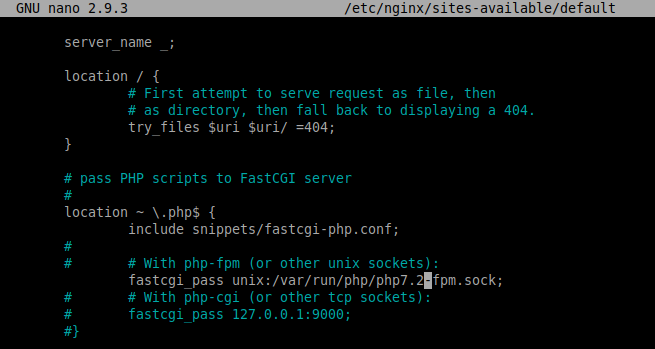 GNU nano 2.9.3 /etc/nginx/sites-available/default
server_name _;
location / {
# First attempt to serve request as file, then
# as directory, then fall back to displaying a 404.
try_files $uri $uri/ =404;
}
# pass PHP scripts to FastCGI server
#
location ~ \.php$ {
include snippets/fastcgi-php.conf;
#
# # With php-fpm (or other unix sockets):
fastcgi_pass unix:/var/run/php/php7.2-fpm.sock;
# # With php-cgi (or other tcp sockets):
# fastcgi_pass 127.0.0.1:9000;
#}